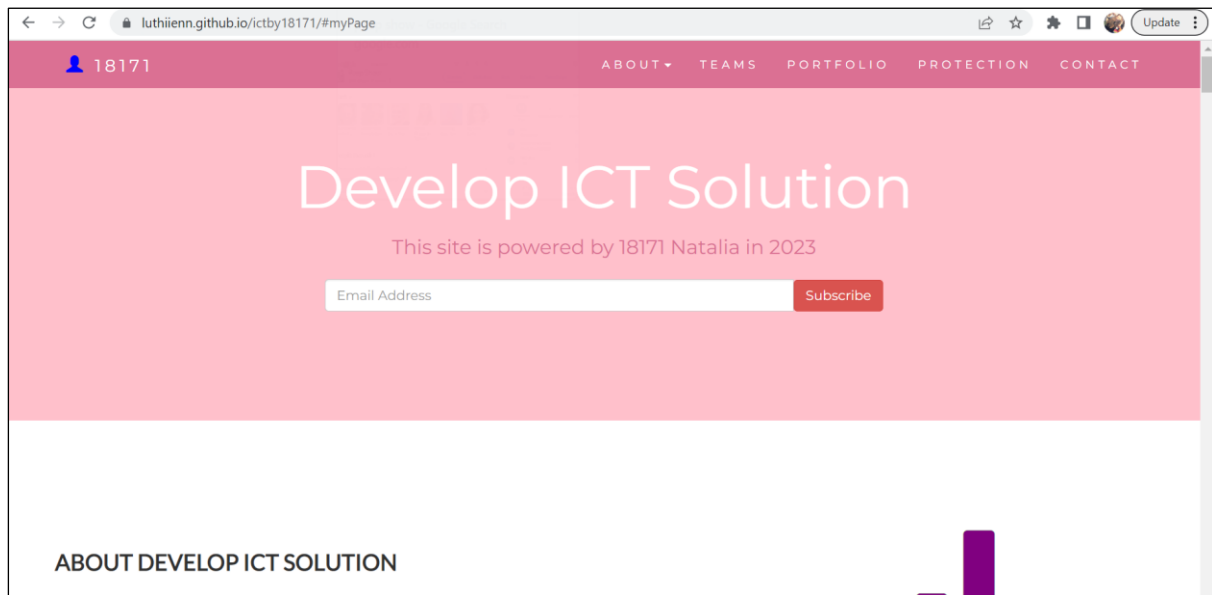 luthiienn.github.io/ictby18171/#myPage
Update
18171
ABOUT TEAMS PORTFOLIO PROTECTION CONTACT
Develop ICT Solution
This site is powered by 18171 Natalia in 2023
Email Address Subscribe
ABOUT DEVELOP ICT SOLUTION